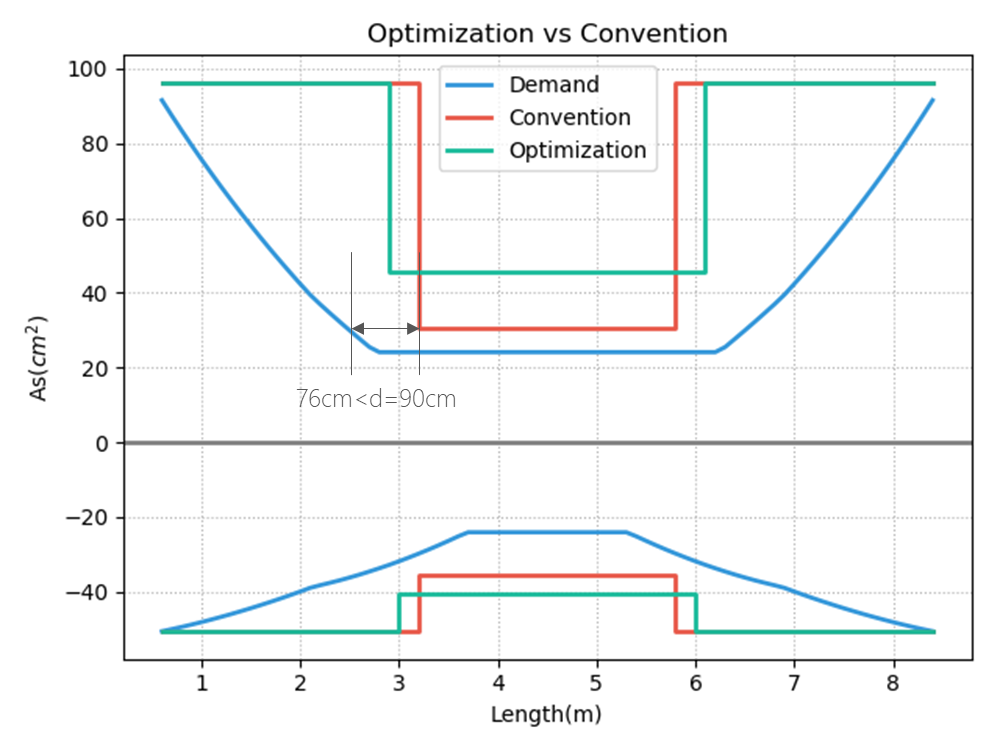 Optimization vs Convention
Demand
Convention
Optimization
100
80
60
40
20
0
−20
−40
As(cm²)
76cm<d=90cm
1 2 3 4 5 6 7 8
Length(m)